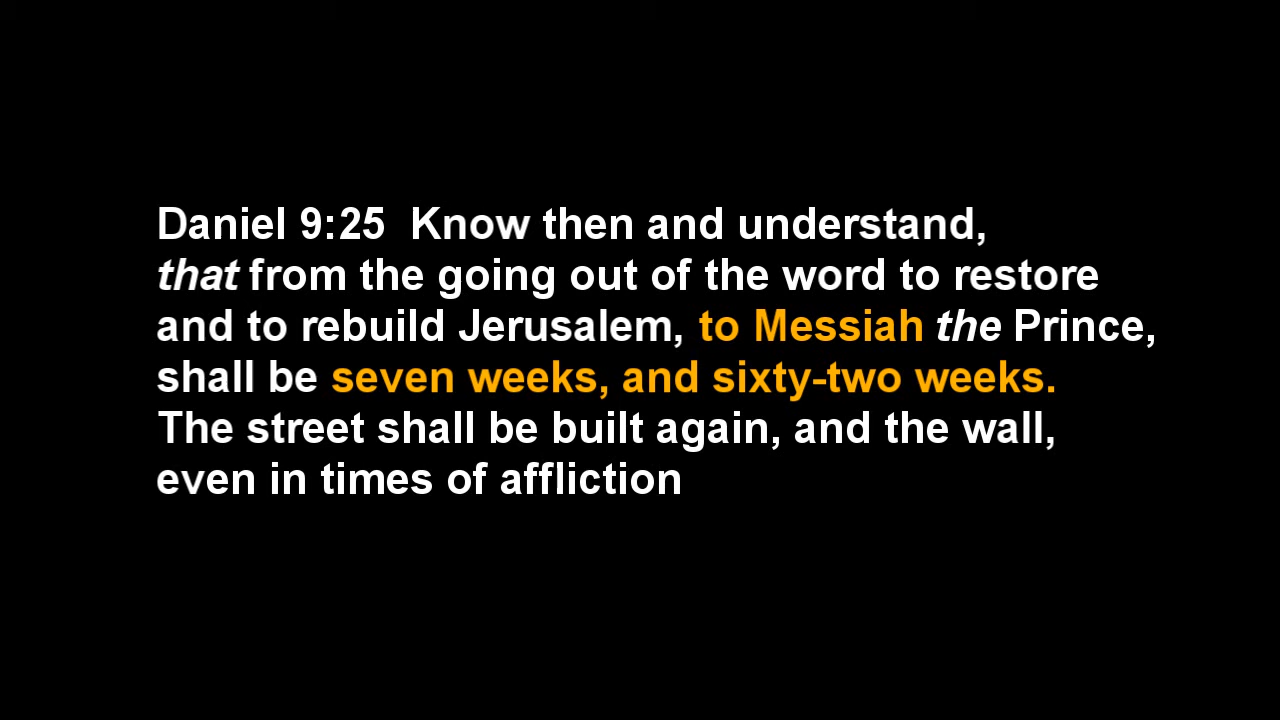 Daniel 9:25  Know then and understand,
that from the going out of the word to restore
and to rebuild Jerusalem, to Messiah the Prince,
shall be seven weeks, and sixty-two weeks.
The street shall be built again, and the wall,
even in times of affliction